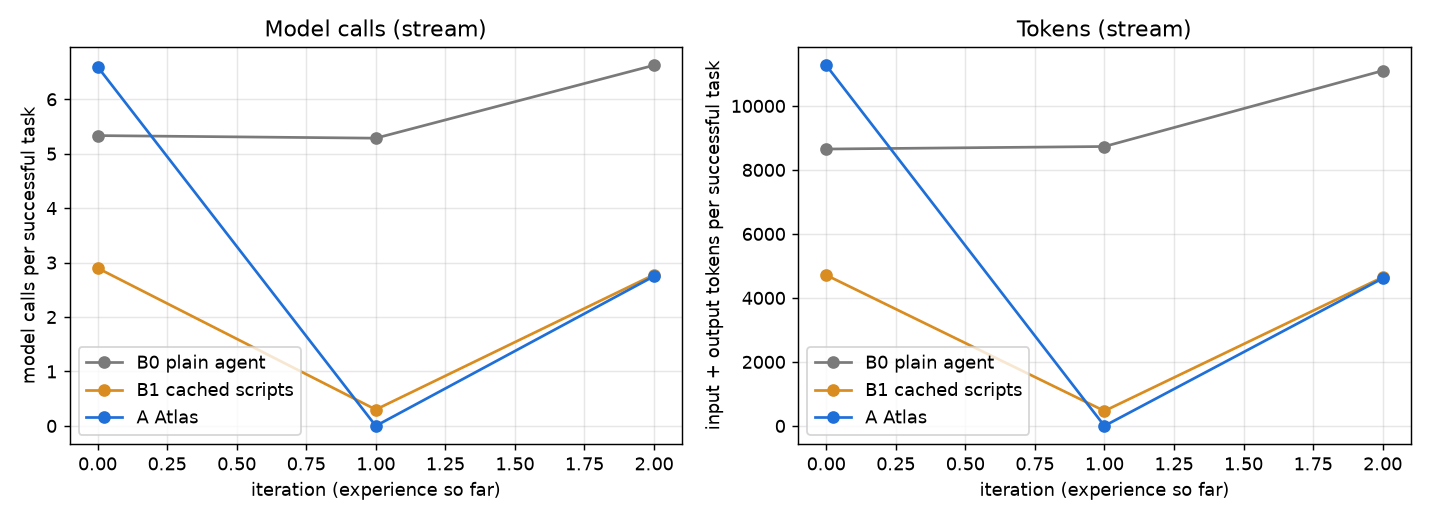 Model calls (stream)
model calls per successful task
6
5
4
3
2
1
0
B0 plain agent
B1 cached scripts
A Atlas
0.00 0.25 0.50 0.75 1.00 1.25 1.50 1.75 2.00
iteration (experience so far)
Tokens (stream)
input + output tokens per successful task
10000
8000
6000
4000
2000
0
B0 plain agent
B1 cached scripts
A Atlas
0.00 0.25 0.50 0.75 1.00 1.25 1.50 1.75 2.00
iteration (experience so far)